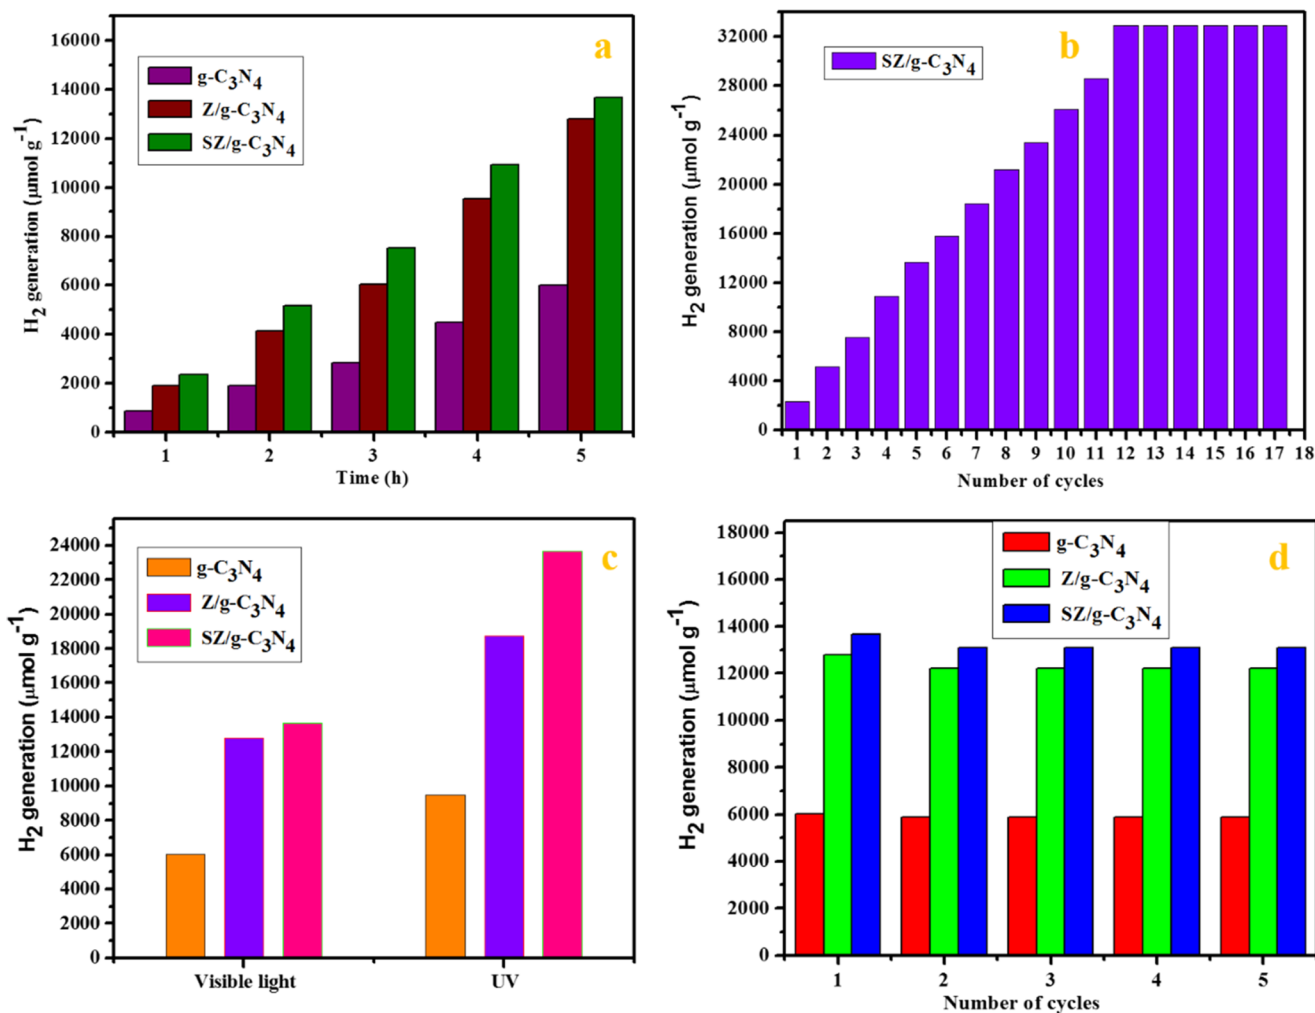 a
H₂ generation (μmol g⁻¹)
16000
14000
12000
10000
8000
6000
4000
2000
0
g-C₃N₄
Z/g-C₃N₄
SZ/g-C₃N₄
1 2 3 4 5
Time (h)
b
H₂ generation (μmol g⁻¹)
32000
28000
24000
20000
16000
12000
8000
4000
0
SZ/g-C₃N₄
1 2 3 4 5 6 7 8 9 10 11 12 13 14 15 16 17 18
Number of cycles
c
H₂ generation (μmol g⁻¹)
24000
22000
20000
18000
16000
14000
12000
10000
8000
6000
4000
2000
0
g-C₃N₄
Z/g-C₃N₄
SZ/g-C₃N₄
Visible light UV
d
H₂ generation (μmol g⁻¹)
18000
16000
14000
12000
10000
8000
6000
4000
2000
0
g-C₃N₄
Z/g-C₃N₄
SZ/g-C₃N₄
1 2 3 4 5
Number of cycles